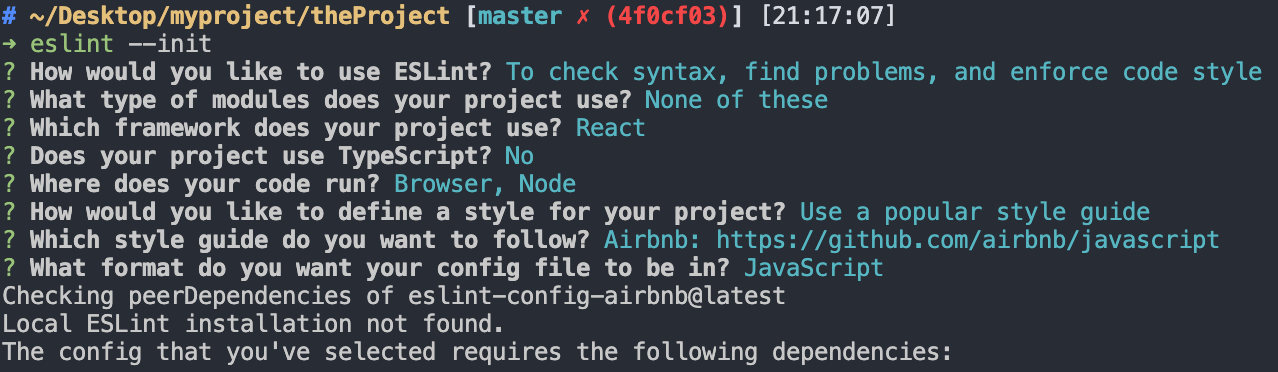 # ~/Desktop/myproject/theProject [master ✗ (4f0cf03)] [21:17:07]
➜ eslint --init
? How would you like to use ESLint? To check syntax, find problems, and enforce code style
? What type of modules does your project use? None of these
? Which framework does your project use? React
? Does your project use TypeScript? No
? Where does your code run? Browser, Node
? How would you like to define a style for your project? Use a popular style guide
? Which style guide do you want to follow? Airbnb: https://github.com/airbnb/javascript
? What format do you want your config file to be in? JavaScript
Checking peerDependencies of eslint-config-airbnb@latest
Local ESLint installation not found.
The config that you've selected requires the following dependencies: